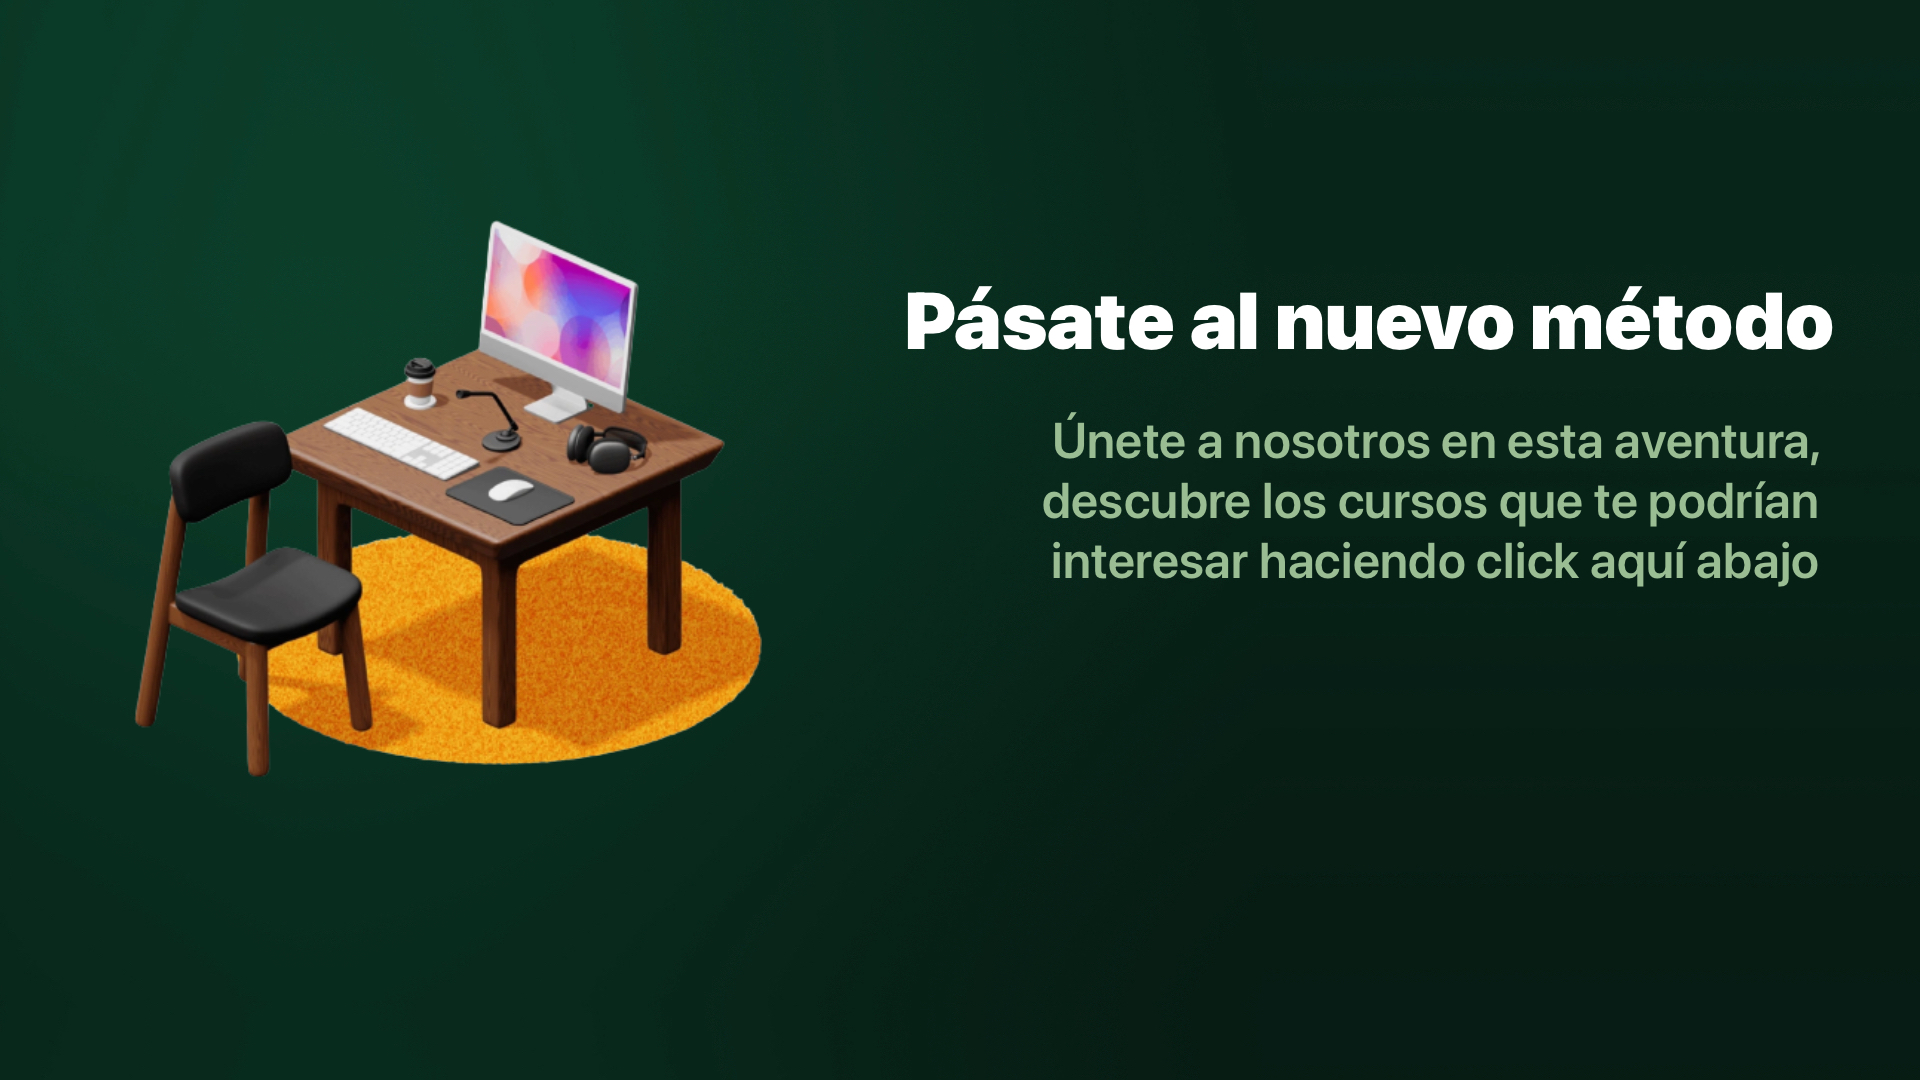 Pásate al nuevo método
Únete a nosotros en esta aventura,
descubre los cursos que te podrían
interesar haciendo click aquí abajo